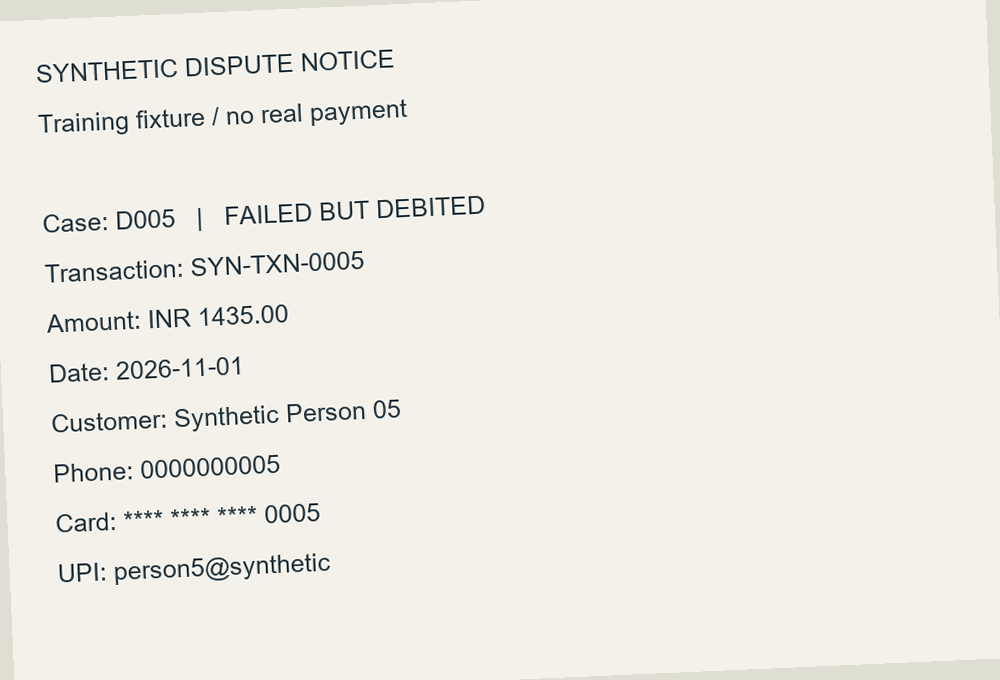 SYNTHETIC DISPUTE NOTICE
Training fixture / no real payment
Case: D005 | FAILED BUT DEBITED
Transaction: SYN-TXN-0005
Amount: INR 1435.00
Date: 2026-11-01
Customer: Synthetic Person 05
Phone: 0000000005
Card: **** **** **** 0005
UPI: person5@synthetic